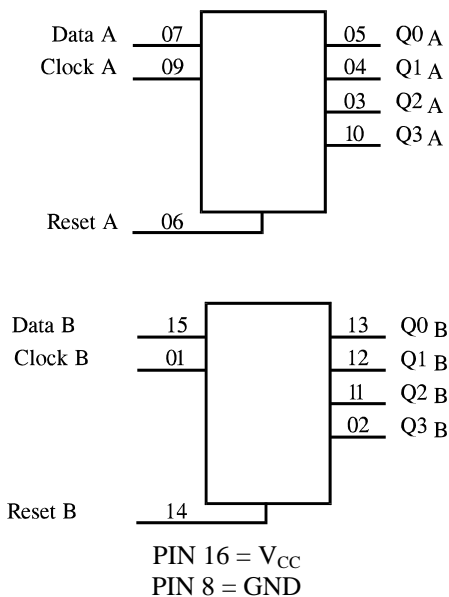 Data A 07 05 Q0 A
Clock A 09 04 Q1 A
03 Q2 A
10 Q3 A
Reset A 06
Data B 15 13 Q0 B
Clock B 01 12 Q1 B
11 Q2 B
02 Q3 B
Reset B 14
PIN 16 = VCC
PIN 8 = GND